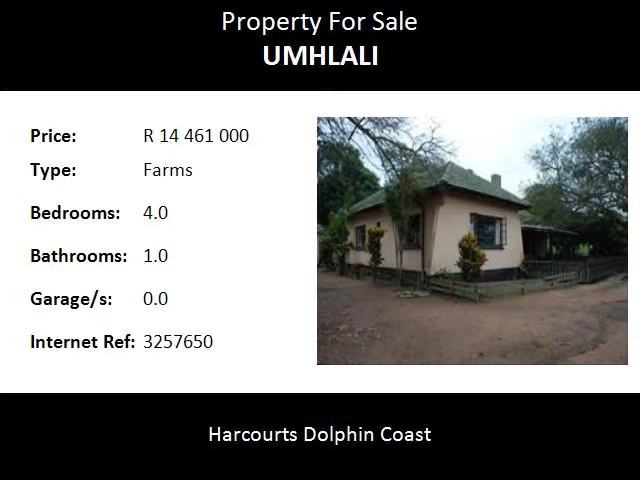 Property For Sale
UMHLALI
Price: R 14 461 000
Type: Farms
Bedrooms: 4.0
Bathrooms: 1.0
Garage/s: 0.0
Internet Ref: 3257650
Harcourts Dolphin Coast